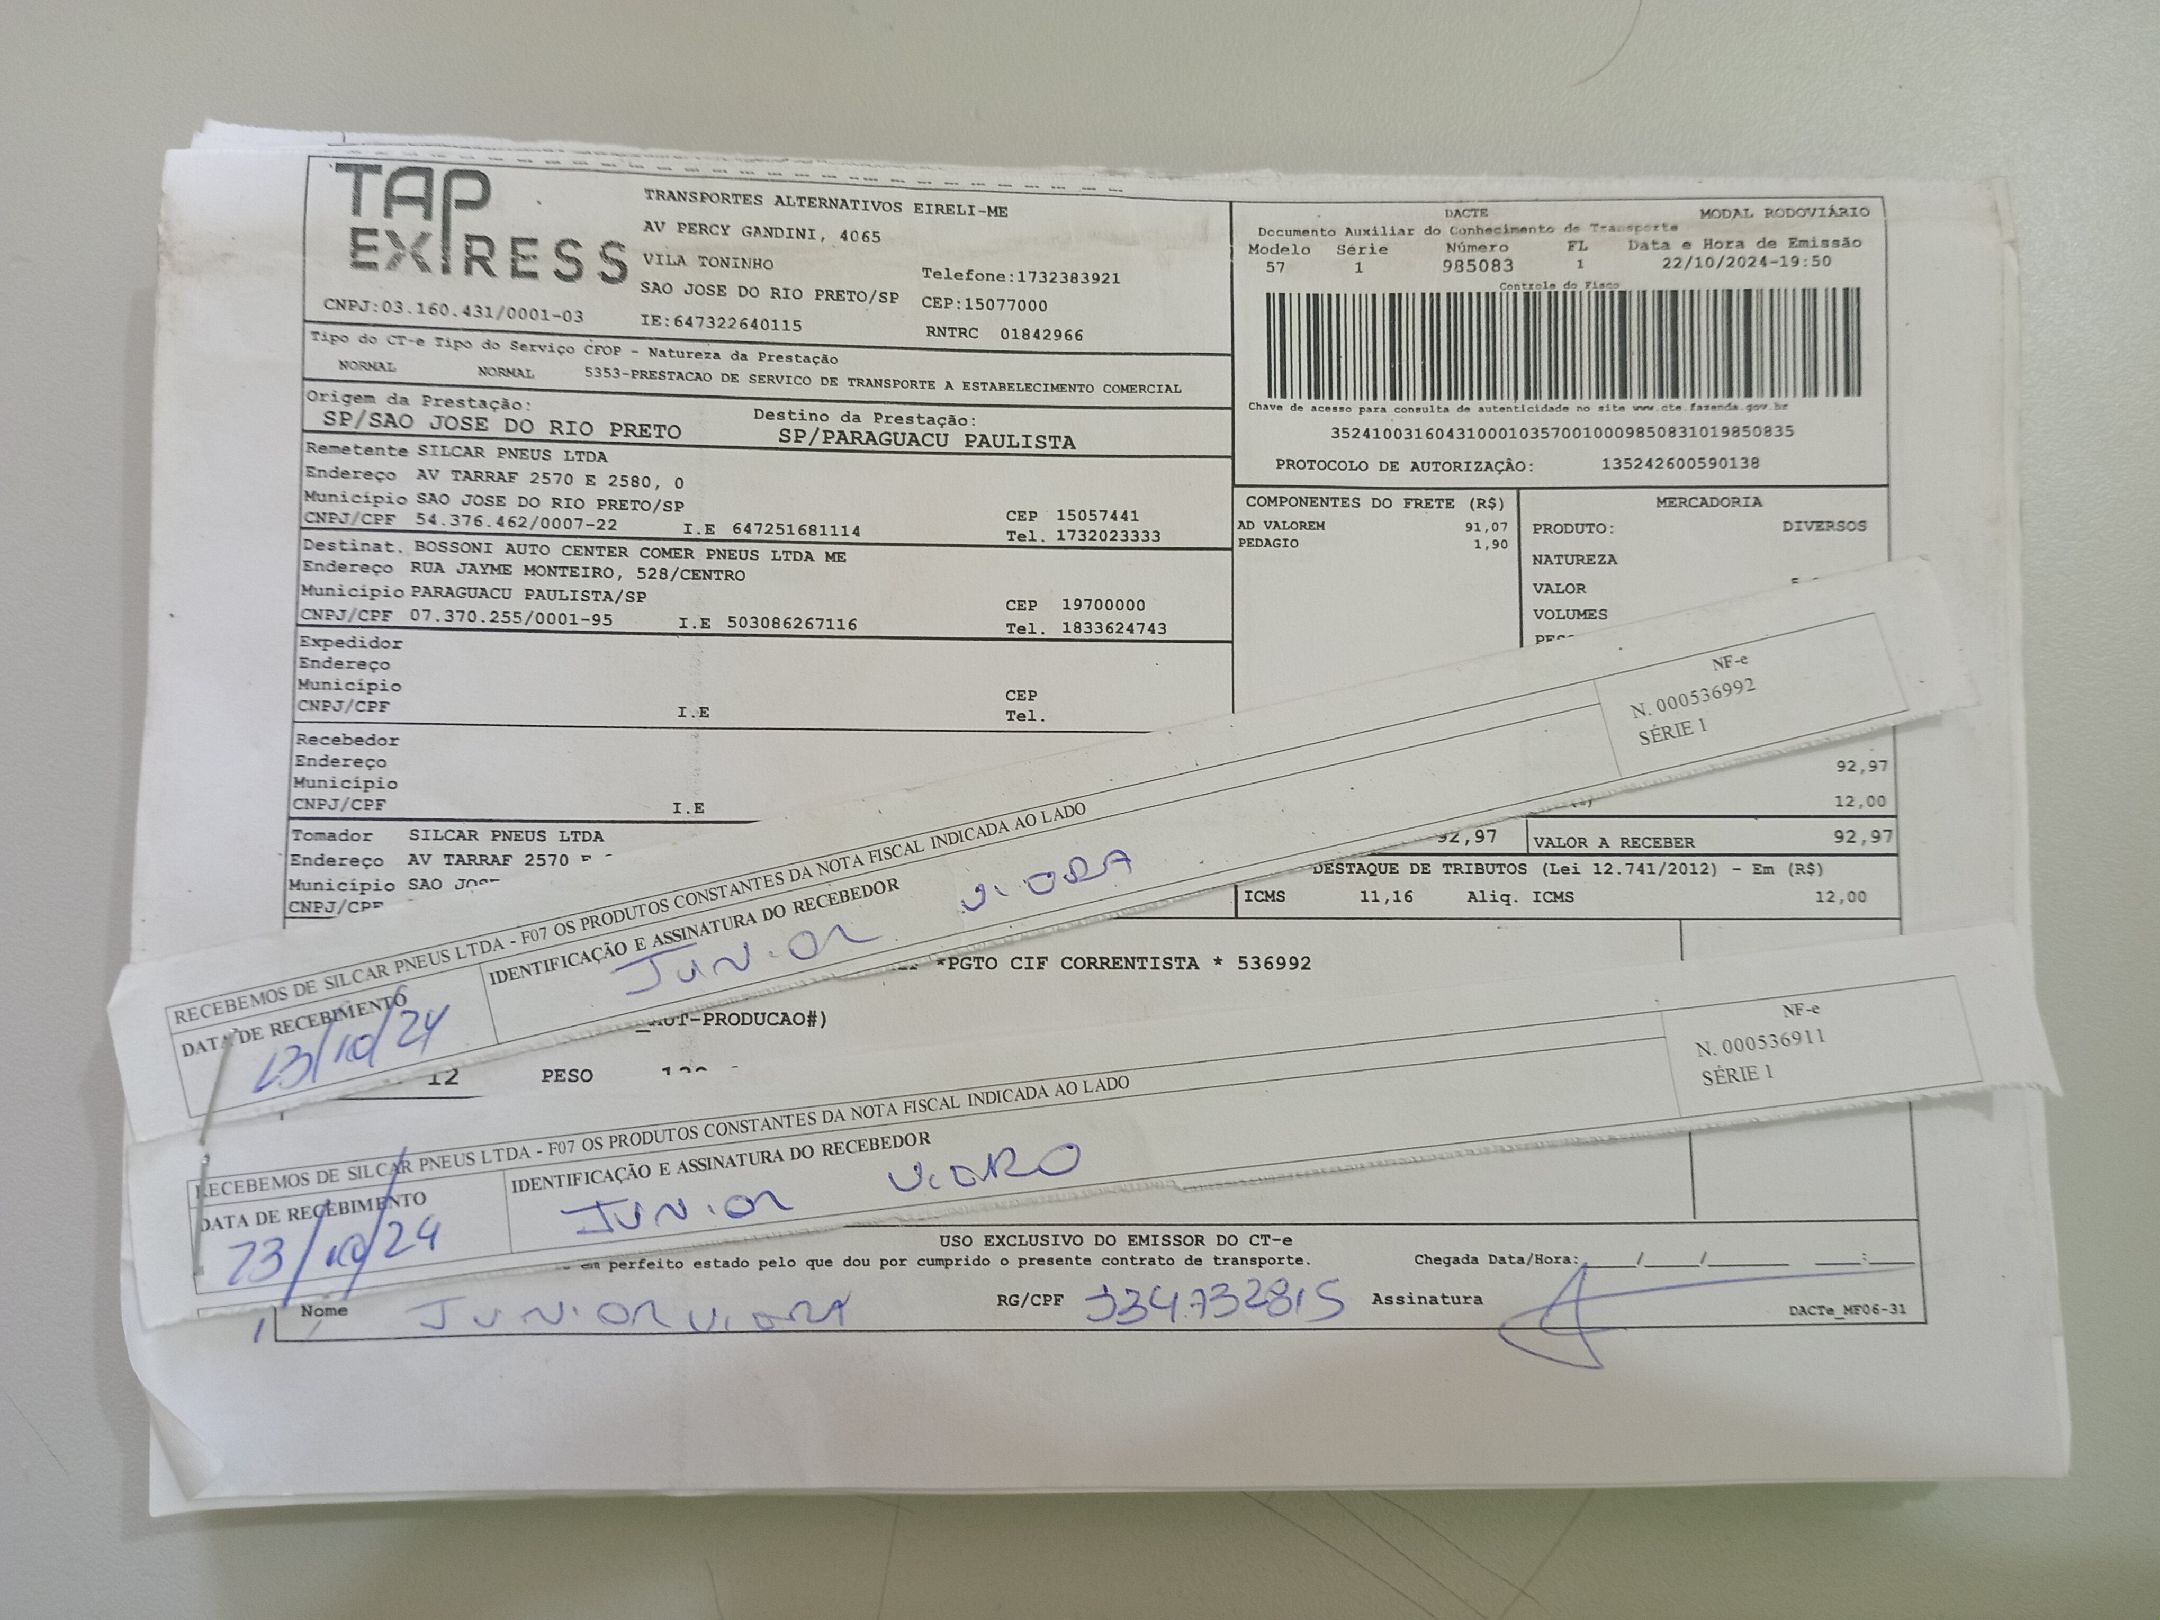 TAP
EXPRESS
CNPJ:03.160.431/0001-03
TRANSPORTES ALTERNATIVOS EIRELI-ME
AV PERCY GANDINI, 4065
VILA TONINHO
Telefone:1732383921
SAO JOSE DO RIO PRETO/SP CEP:15077000
IE:647322640115
RNTRC 01842966
DACTE MODAL RODOVIÁRIO
Documento Auxiliar do Conhecimento de Transporte
Modelo Série Número FL Data e Hora de Emissão
57 1 985083 1 22/10/2024-19:50
Controle do Fisco
Chave de acesso para consulta de autenticidade no site www.cte.fazenda.gov.br
35241003160431000103570010009850831019850835
PROTOCOLO DE AUTORIZAÇÃO: 135242600590138
Tipo do CT-e Tipo do Serviço CFOP - Natureza da Prestação
NORMAL NORMAL 5353-PRESTACAO DE SERVICO DE TRANSPORTE A ESTABELECIMENTO COMERCIAL
Origem da Prestação: Destino da Prestação:
SP/SAO JOSE DO RIO PRETO SP/PARAGUACU PAULISTA
Remetente SILCAR PNEUS LTDA
Endereço AV TARRAF 2570 E 2580, 0
Município SAO JOSE DO RIO PRETO/SP CEP 15057441
CNPJ/CPF 54.376.462/0007-22 I.E 647251681114 Tel. 1732023333
Destinat. BOSSONI AUTO CENTER COMER PNEUS LTDA ME
Endereço RUA JAYME MONTEIRO, 528/CENTRO
Município PARAGUACU PAULISTA/SP CEP 19700000
CNPJ/CPF 07.370.255/0001-95 I.E 503086267116 Tel. 1833624743
Expedidor
Endereço
Município CEP
CNPJ/CPF I.E Tel.
Recebedor
Endereço
Município
CNPJ/CPF I.E
Tomador SILCAR PNEUS LTDA
Endereço AV TARRAF 2570
Município SAO
CNPJ/CPF
COMPONENTES DO FRETE (R$)
AD VALOREM 91,07
PEDAGIO 1,90
MERCADORIA
PRODUTO: DIVERSOS
NATUREZA
VALOR
VOLUMES
92,97
12,00
92,97 VALOR A RECEBER 92,97
DESTAQUE DE TRIBUTOS (Lei 12.741/2012) - Em (R$)
ICMS 11,16 Aliq. ICMS 12,00
RECEBEMOS DE SILCAR PNEUS LTDA - F07 OS PRODUTOS CONSTANTES DA NOTA FISCAL INDICADA AO LADO
DATA DE RECEBIMENTO IDENTIFICAÇÃO E ASSINATURA DO RECEBEDOR
23/10/24 JUNIOR
NF-e
N. 000536992
SÉRIE 1
*PGTO CIF CORRENTISTA * 536992
-PRODUCAO#)
12 PESO
RECEBEMOS DE SILCAR PNEUS LTDA - F07 OS PRODUTOS CONSTANTES DA NOTA FISCAL INDICADA AO LADO
DATA DE RECEBIMENTO IDENTIFICAÇÃO E ASSINATURA DO RECEBEDOR
23/10/24 JUNIOR
NF-e
N. 000536911
SÉRIE 1
USO EXCLUSIVO DO EMISSOR DO CT-e
em perfeito estado pelo que dou por cumprido o presente contrato de transporte. Chegada Data/Hora: / / :
Nome JUNIOR RG/CPF 334.732815 Assinatura
DACTe_MF06-31